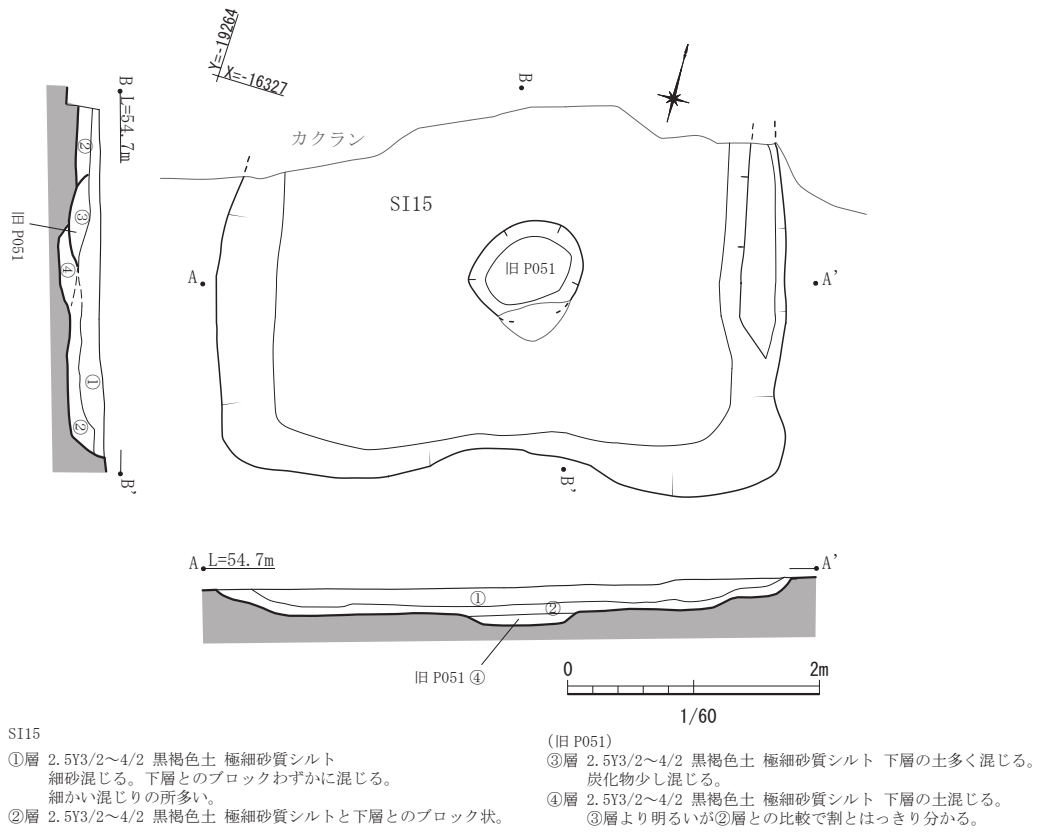 Y=-19264
X=-16327
B
L=54.7m
B
カクラン
②
SI15
③
旧 P051
旧 P051
④
A
A'
①
②
B'
B'
A
L=54.7m
A'
①
②
旧 P051 ④
0
2m
1/60
SI15
①層 2.5Y3/2～4/2 黒褐色土 極細砂質シルト
細砂混じる。下層とのブロックわずかに混じる。
細かい混じりの所多い。
②層 2.5Y3/2～4/2 黒褐色土 極細砂質シルトと下層とのブロック状。
(旧 P051)
③層 2.5Y3/2～4/2 黒褐色土 極細砂質シルト 下層の土多く混じる。
炭化物少し混じる。
④層 2.5Y3/2～4/2 黒褐色土 極細砂質シルト 下層の土混じる。
③層より明るいが②層との比較で割とはっきり分かる。